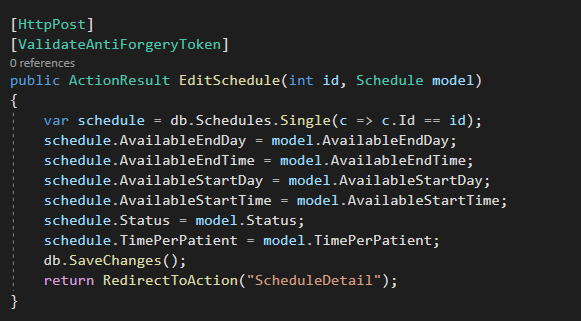 [HttpPost]
[ValidateAntiForgeryToken]
0 references
public ActionResult EditSchedule(int id, Schedule model)
{
    var schedule = db.Schedules.Single(c => c.Id == id);
    schedule.AvailableEndDay = model.AvailableEndDay;
    schedule.AvailableEndTime = model.AvailableEndTime;
    schedule.AvailableStartDay = model.AvailableStartDay;
    schedule.AvailableStartTime = model.AvailableStartTime;
    schedule.Status = model.Status;
    schedule.TimePerPatient = model.TimePerPatient;
    db.SaveChanges();
    return RedirectToAction("ScheduleDetail");
}